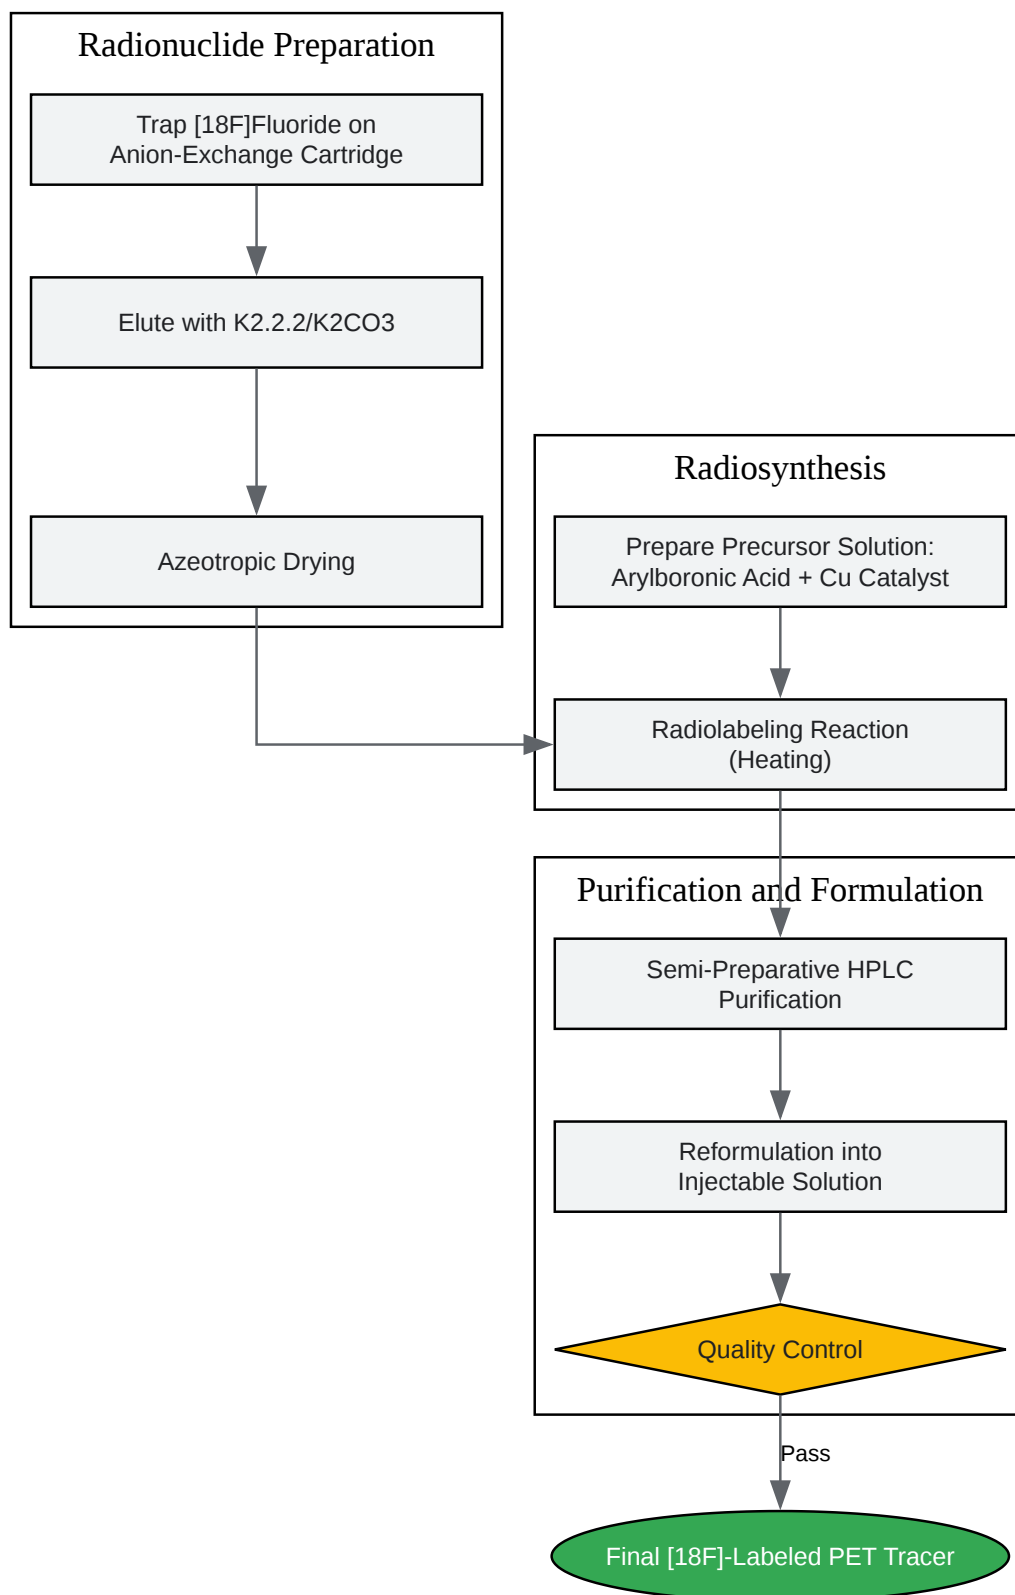 Radionuclide Preparation
Trap [18F]Fluoride on
Anion-Exchange Cartridge
Elute with K2.2.2/K2CO3
Azeotropic Drying
Radiosynthesis
Prepare Precursor Solution:
Arylboronic Acid + Cu Catalyst
Radiolabeling Reaction
(Heating)
Purification and Formulation
Semi-Preparative HPLC
Purification
Reformulation into
Injectable Solution
Quality Control
Pass
Final [18F]-Labeled PET Tracer